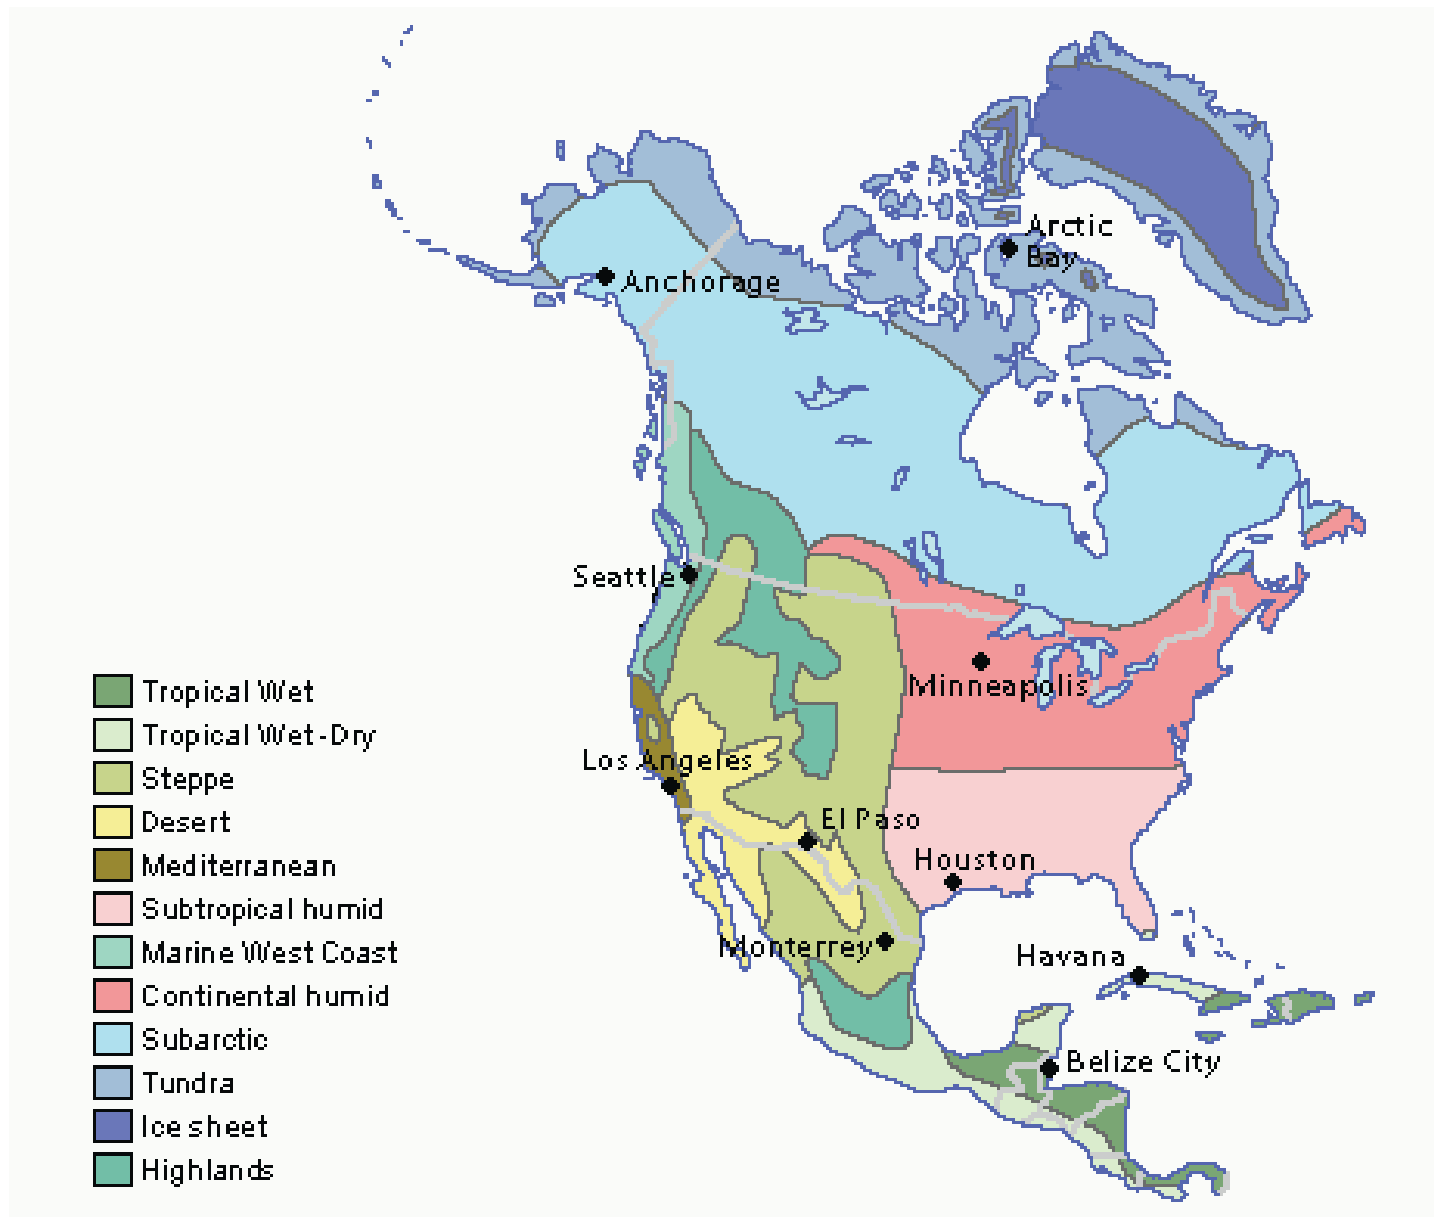 Arctic
Bay
Anchorage
Seattle
Minneapolis
Los Angeles
El Paso
Houston
Monterrey
Havana
Belize City
Tropical Wet
Tropical Wet-Dry
Steppe
Desert
Mediterranean
Subtropical humid
Marine West Coast
Continental humid
Subarctic
Tundra
Ice sheet
Highlands